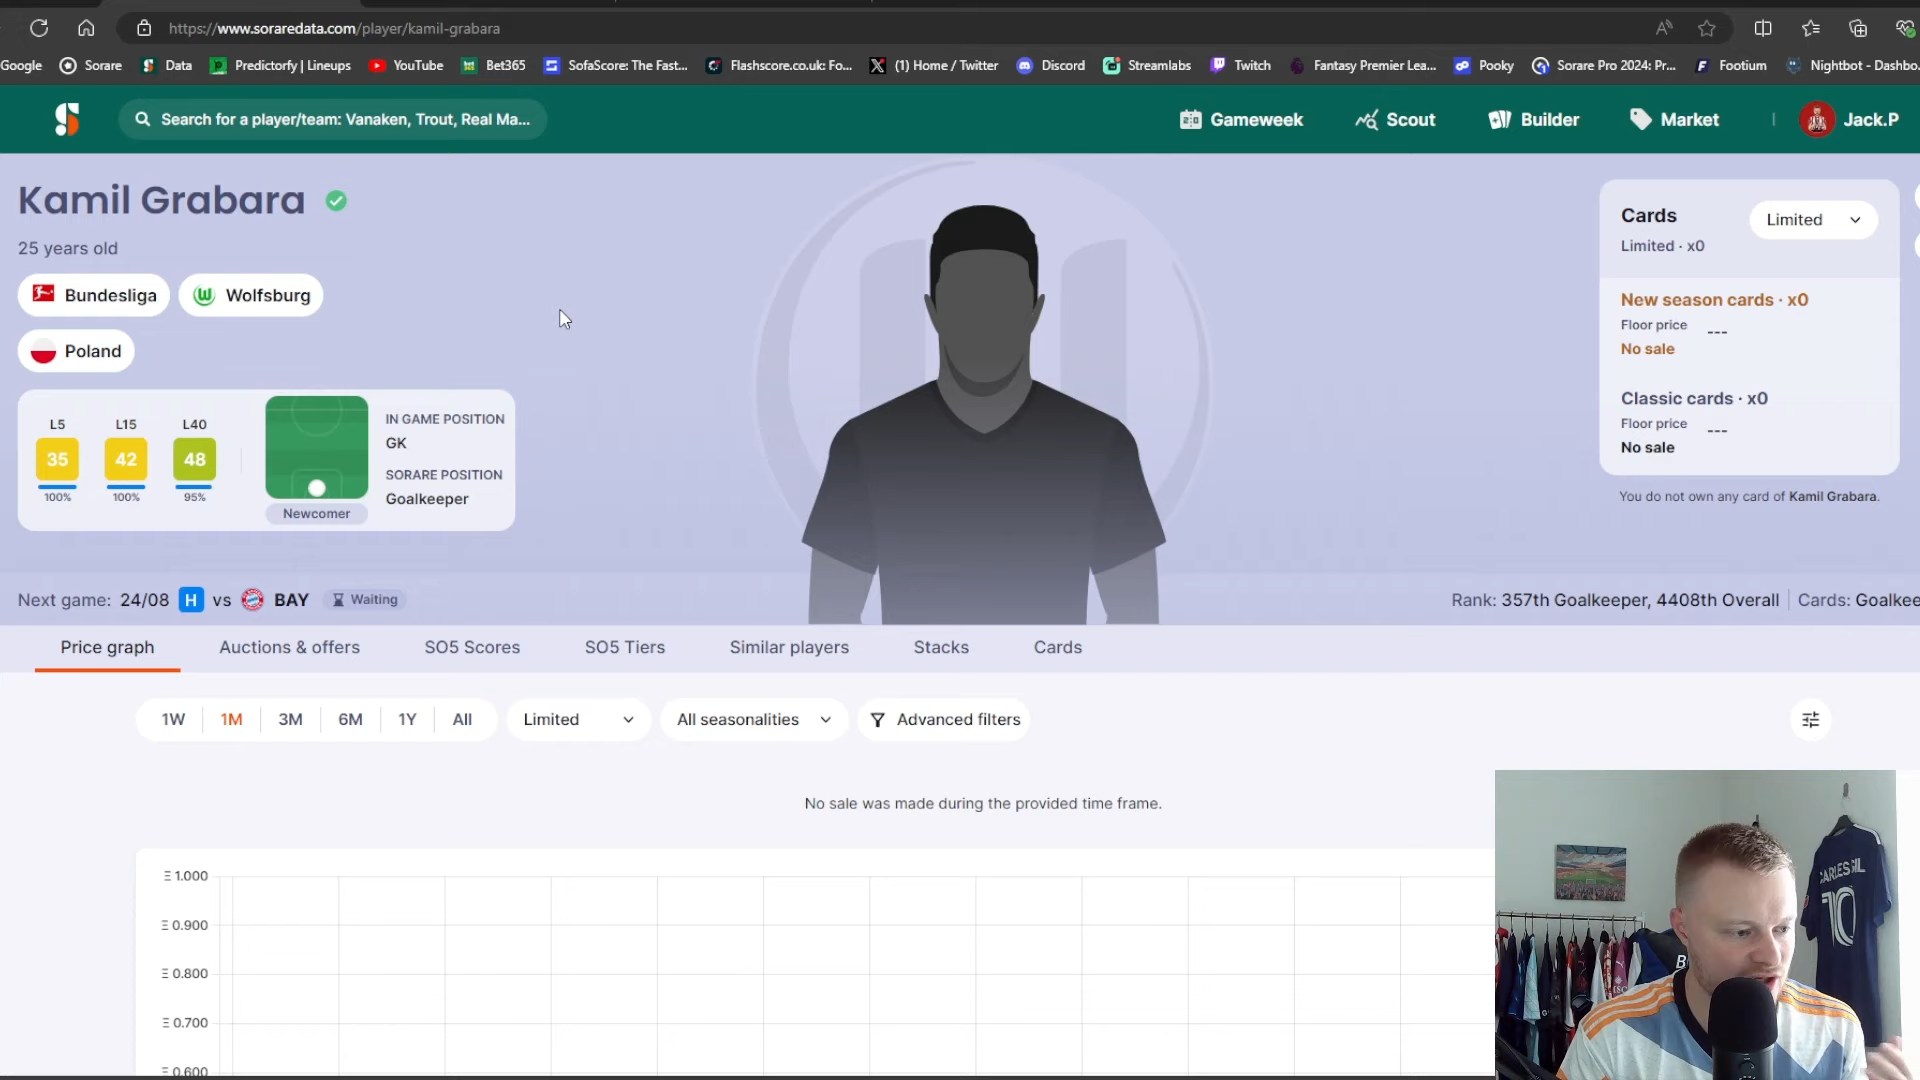 https://www.soraredata.com/player/kamil-grabara
Google Sorare Data Predictorfy | Lineups YouTube Bet365 SofaScore: The Fast... Flashscore.co.uk: Fo... (1) Home / Twitter Discord Streamlabs Twitch Fantasy Premier Lea... Pooky Sorare Pro 2024: Pr... Footium Nightbot - Dashbo...
Search for a player/team: Vanaken, Trout, Real Ma...
Gameweek Scout Builder Market Jack.P
Kamil Grabara
25 years old
Bundesliga Wolfsburg
Poland
L5 L15 L40
35 42 48
100% 100% 95%
Newcomer
IN GAME POSITION
GK
SORARE POSITION
Goalkeeper
Cards
Limited
Limited · x0
New season cards · x0
Floor price ---
No sale
Classic cards · x0
Floor price ---
No sale
You do not own any card of Kamil Grabara.
Next game: 24/08 H vs BAY Waiting
Rank: 357th Goalkeeper, 4408th Overall Cards: Goalkee
Price graph Auctions & offers SO5 Scores SO5 Tiers Similar players Stacks Cards
1W 1M 3M 6M 1Y All Limited All seasonalities Advanced filters
No sale was made during the provided time frame.
Ξ 1.000
Ξ 0.900
Ξ 0.800
Ξ 0.700
Ξ 0.600
CARLES GIL
10